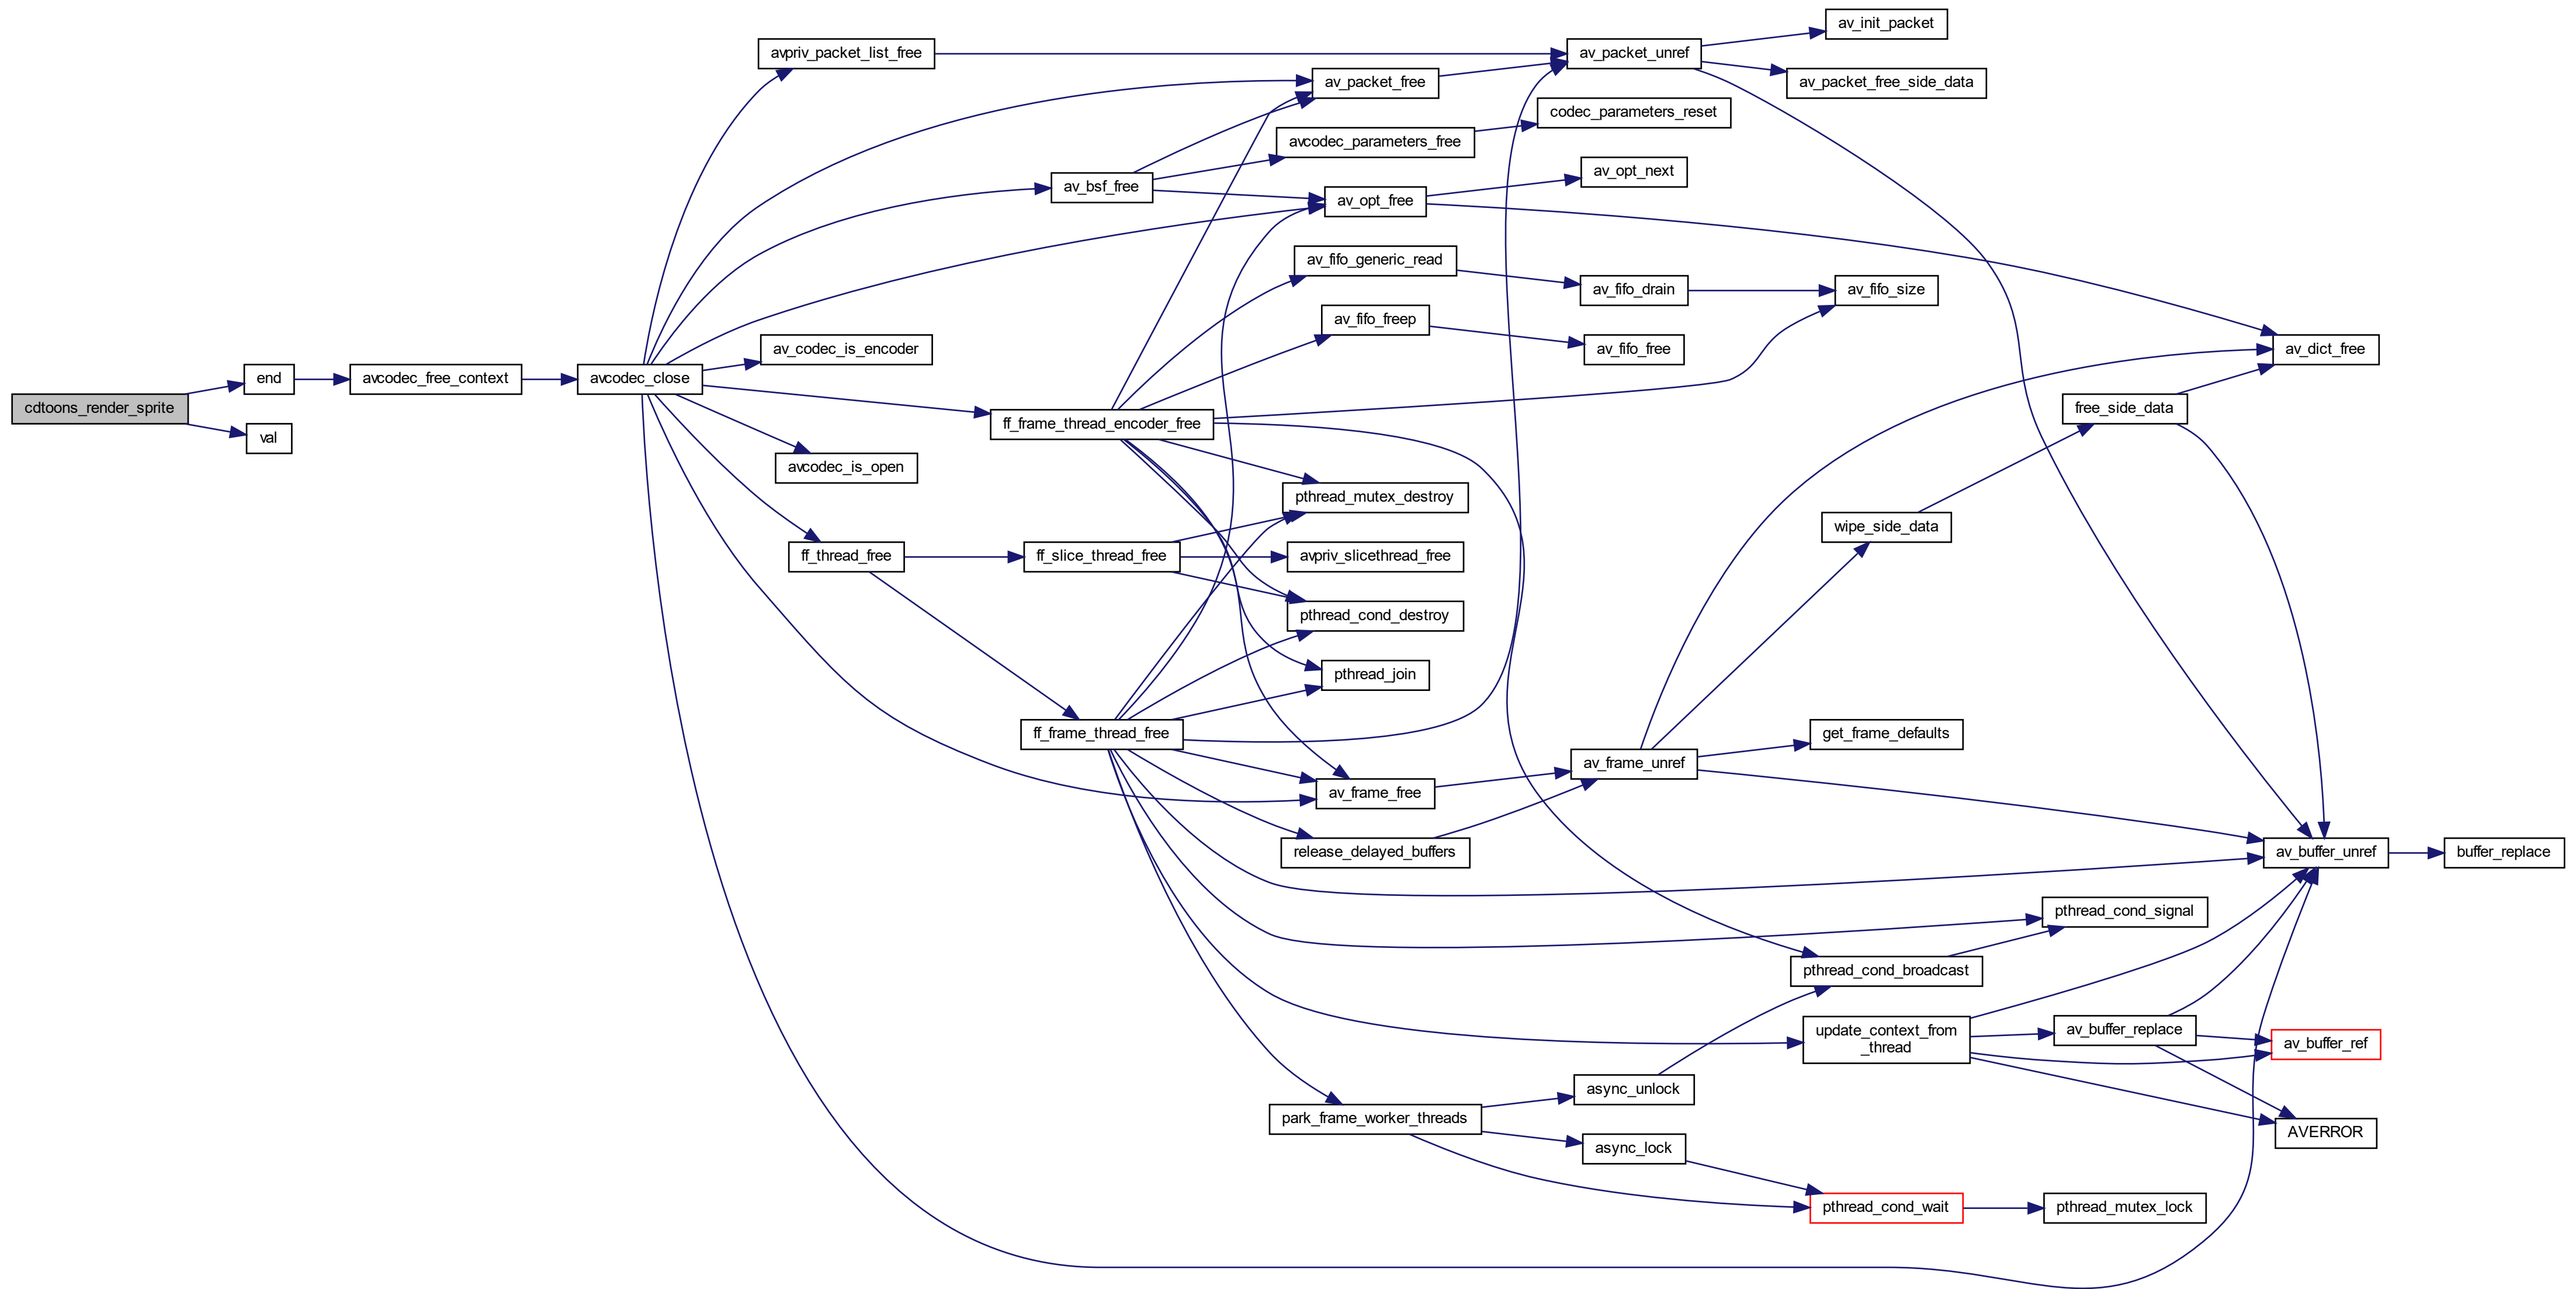 cdtoons_render_sprite
end
val
avcodec_free_context
avcodec_close
avpriv_packet_list_free
av_codec_is_encoder
avcodec_is_open
ff_thread_free
av_bsf_free
ff_frame_thread_encoder_free
ff_slice_thread_free
ff_frame_thread_free
av_packet_free
avcodec_parameters_free
av_opt_free
av_fifo_generic_read
av_fifo_freep
pthread_mutex_destroy
avpriv_slicethread_free
pthread_cond_destroy
pthread_join
av_frame_free
release_delayed_buffers
park_frame_worker_threads
av_packet_unref
codec_parameters_reset
av_opt_next
av_fifo_drain
av_fifo_free
av_frame_unref
async_unlock
async_lock
av_init_packet
av_packet_free_side_data
av_fifo_size
wipe_side_data
get_frame_defaults
pthread_cond_broadcast
update_context_from
_thread
pthread_cond_wait
free_side_data
pthread_cond_signal
av_buffer_replace
pthread_mutex_lock
av_dict_free
av_buffer_unref
av_buffer_ref
AVERROR
buffer_replace